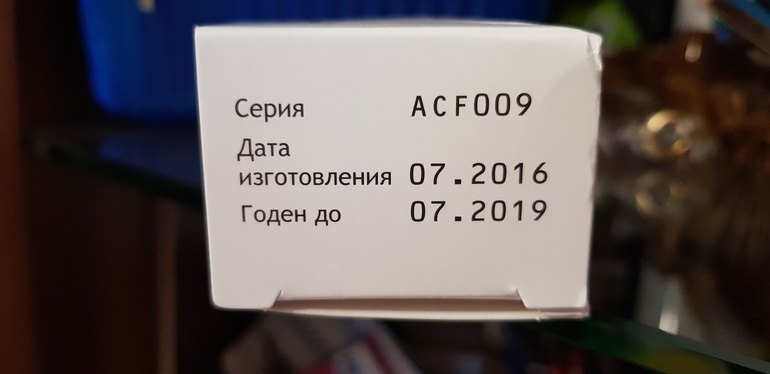 Серия ACF009
Дата
изготовления 07.2016
Годен до 07.2019